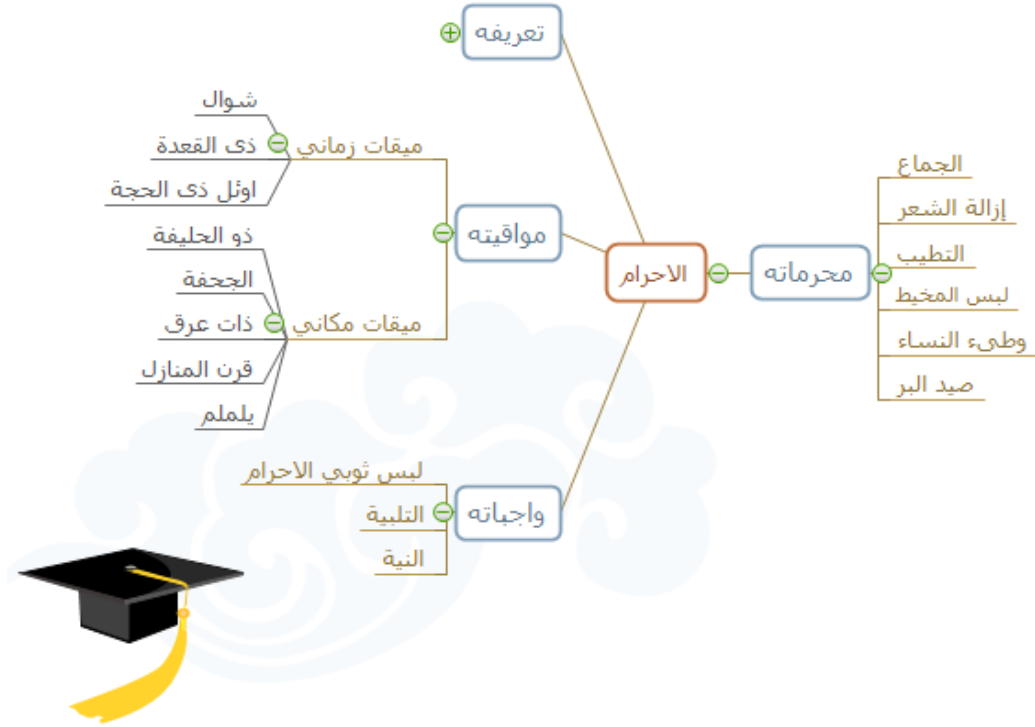 تعريفه
شوال
ميقات زماني
ذى القعدة
اوئل ذى الحجة
مواقيته
ذو الحليفة
الجحفة
ميقات مكاني
ذات عرق
قرن المنازل
يلملم
الاحرام
محرماته
الجماع
إزالة الشعر
التطيب
لبس المخيط
وطىء النساء
صيد البر
واجباته
لبس ثوبي الاحرام
التلبية
النية